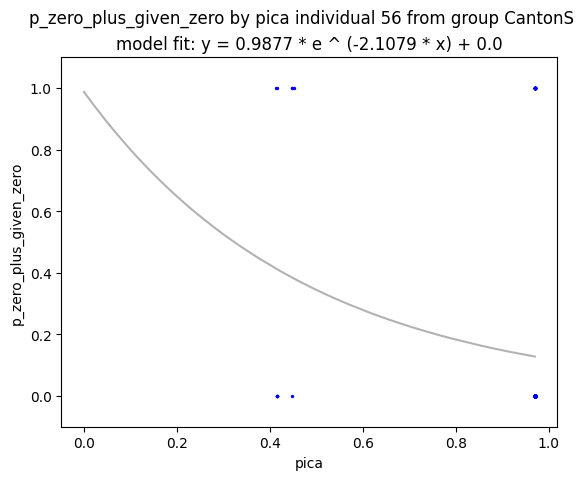 p_zero_plus_given_zero by pica individual 56 from group CantonS
model fit: y = 0.9877 * e ^ (-2.1079 * x) + 0.0
1.0
0.8
0.6
0.4
0.2
0.0
p_zero_plus_given_zero
0.0 0.2 0.4 0.6 0.8 1.0
pica